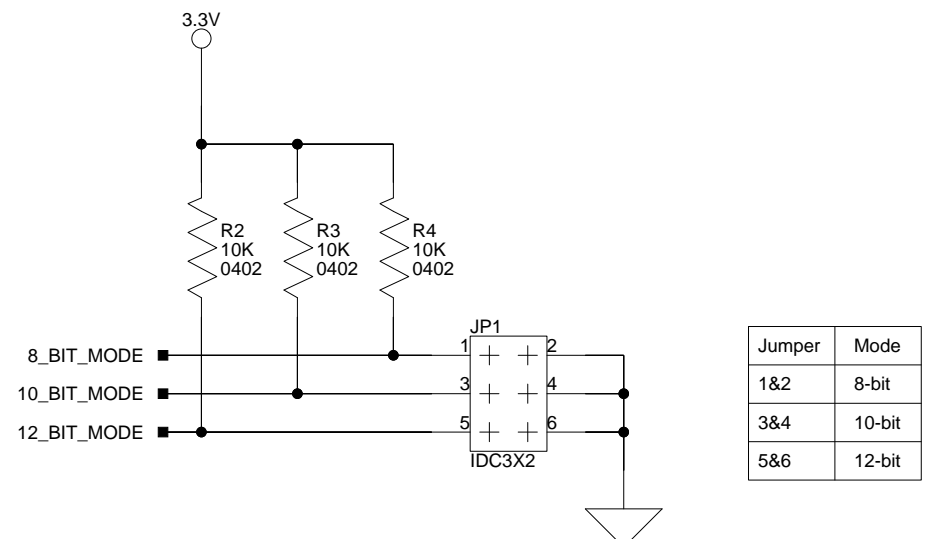 3.3V
R2
10K
0402
R3
10K
0402
R4
10K
0402
JP1
8_BIT_MODE
1
2
10_BIT_MODE
3
4
12_BIT_MODE
5
6
IDC3X2
Jumper Mode
1&2 8-bit
3&4 10-bit
5&6 12-bit